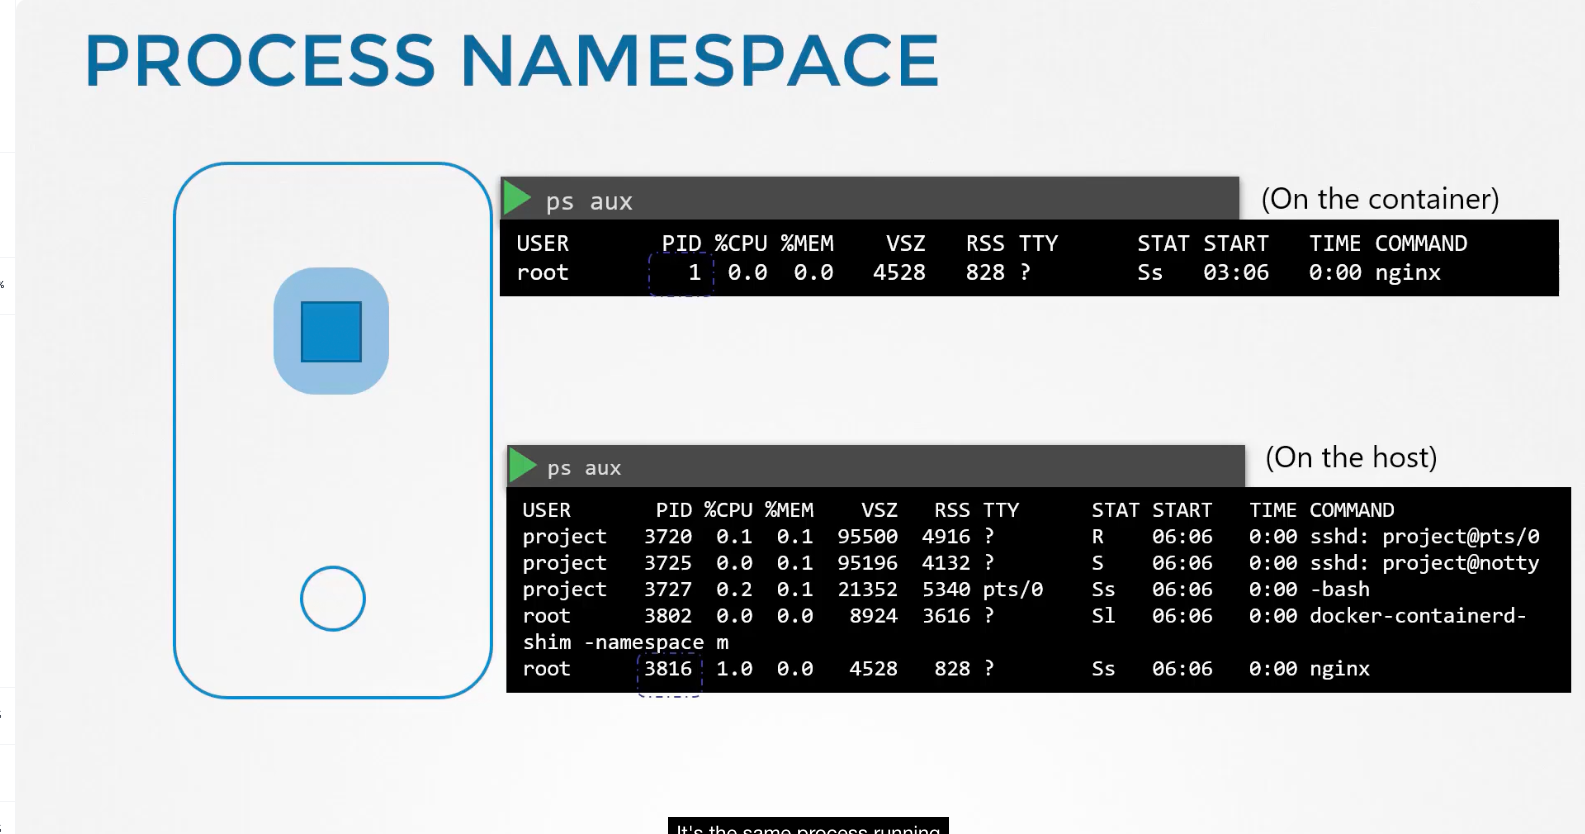 PROCESS NAMESPACE
ps aux
(On the container)
USER PID %CPU %MEM VSZ RSS TTY STAT START TIME COMMAND
root 1 0.0 0.0 4528 828 ? Ss 03:06 0:00 nginx
ps aux
(On the host)
USER PID %CPU %MEM VSZ RSS TTY STAT START TIME COMMAND
project 3720 0.1 0.1 95500 4916 ? R 06:06 0:00 sshd: project@pts/0
project 3725 0.0 0.1 95196 4132 ? S 06:06 0:00 sshd: project@notty
project 3727 0.2 0.1 21352 5340 pts/0 Ss 06:06 0:00 -bash
root 3802 0.0 0.0 8924 3616 ? Sl 06:06 0:00 docker-containerd-
shim -namespace m
root 3816 1.0 0.0 4528 828 ? Ss 06:06 0:00 nginx
It's the same process running
%